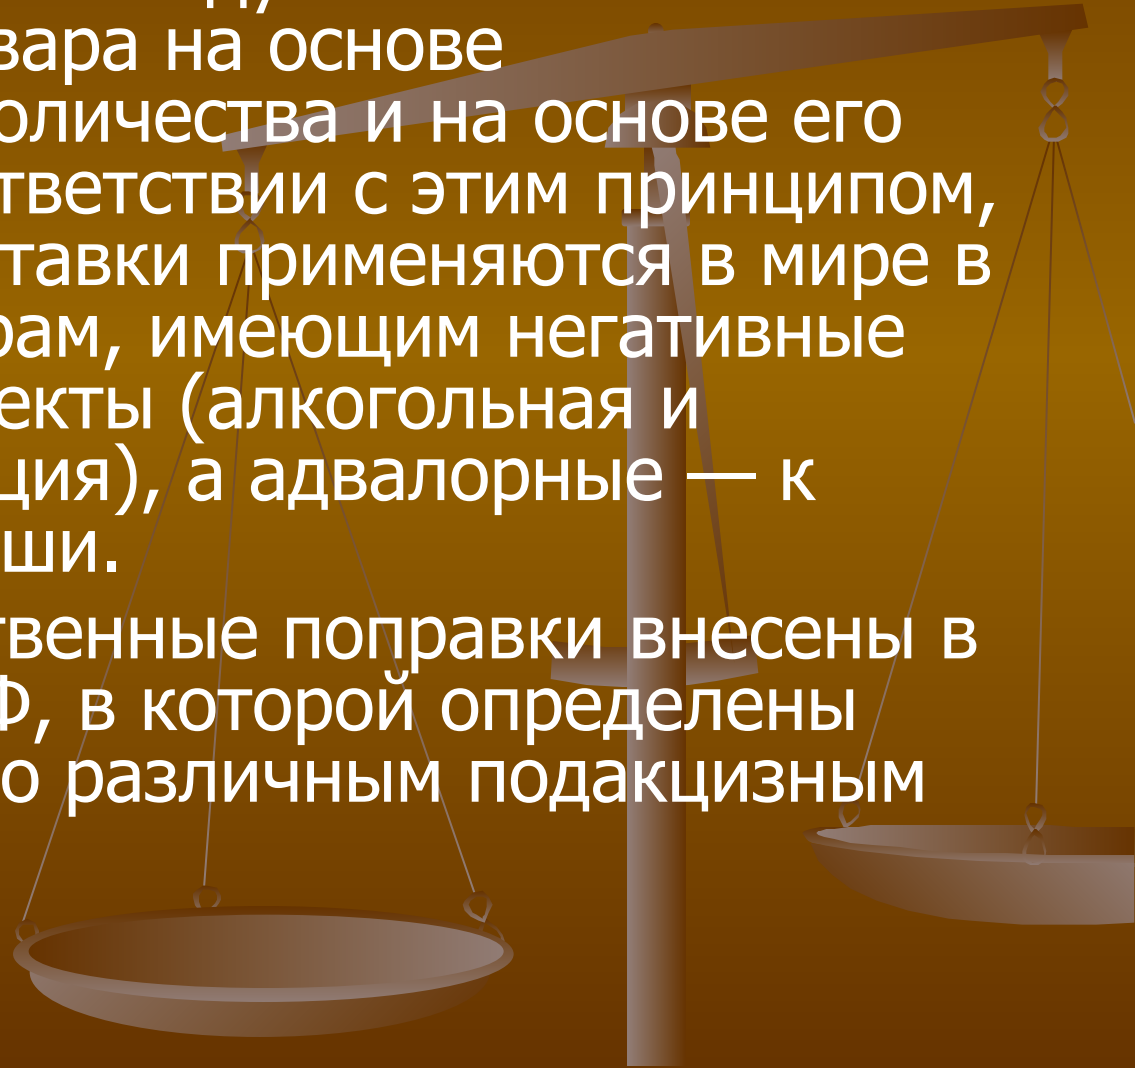 вара на основе
оличества и на основе его
тветствии с этим принципом,
тавки применяются в мире в
рам, имеющим негативные
екты (алкогольная и
ция), а адвалорные — к
ши.
твенные поправки внесены в
Ф, в которой определены
о различным подакцизным